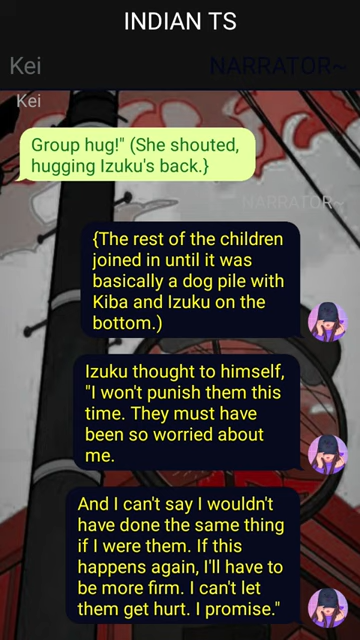 INDIAN TS
Kei
NARRATOR~
Kei
Group hug!" (She shouted,
hugging Izuku's back.}
NARRATOR~
{The rest of the children
joined in until it was
basically a dog pile with
Kiba and Izuku on the
bottom.)
Izuku thought to himself,
"I won't punish them this
time. They must have
been so worried about
me.
And I can't say I wouldn't
have done the same thing
if I were them. If this
happens again, I'll have to
be more firm. I can't let
them get hurt. I promise."